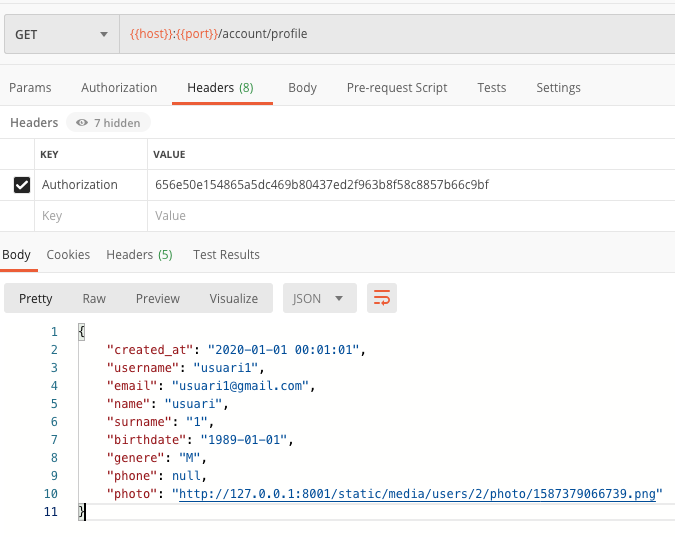 GET {{host}}:{{port}}/account/profile
Params Authorization Headers (8) Body Pre-request Script Tests Settings
Headers 7 hidden
KEY VALUE
Authorization 656e50e154865a5dc469b80437ed2f963b8f58c8857b66c9bf
Key Value
Body Cookies Headers (5) Test Results
Pretty Raw Preview Visualize JSON
1 {
2 "created_at": "2020-01-01 00:01:01",
3 "username": "usuari1",
4 "email": "usuari1@gmail.com",
5 "name": "usuari",
6 "surname": "1",
7 "birthdate": "1989-01-01",
8 "genere": "M",
9 "phone": null,
10 "photo": "http://127.0.0.1:8001/static/media/users/2/photo/1587379066739.png"
11 }